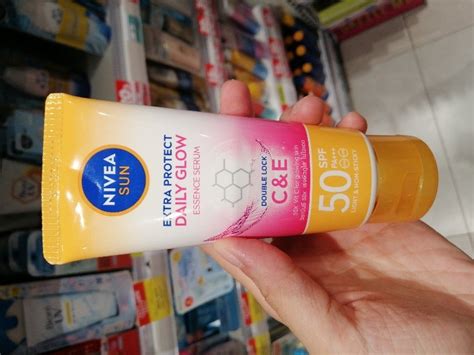 NIVEA
SUN
EXTRA PROTECT
DAILY GLOW
ESSENCE SERUM
DOUBLE LOCK
C&E
50
SPF
PA+++
LIGHT & NON-STICKY